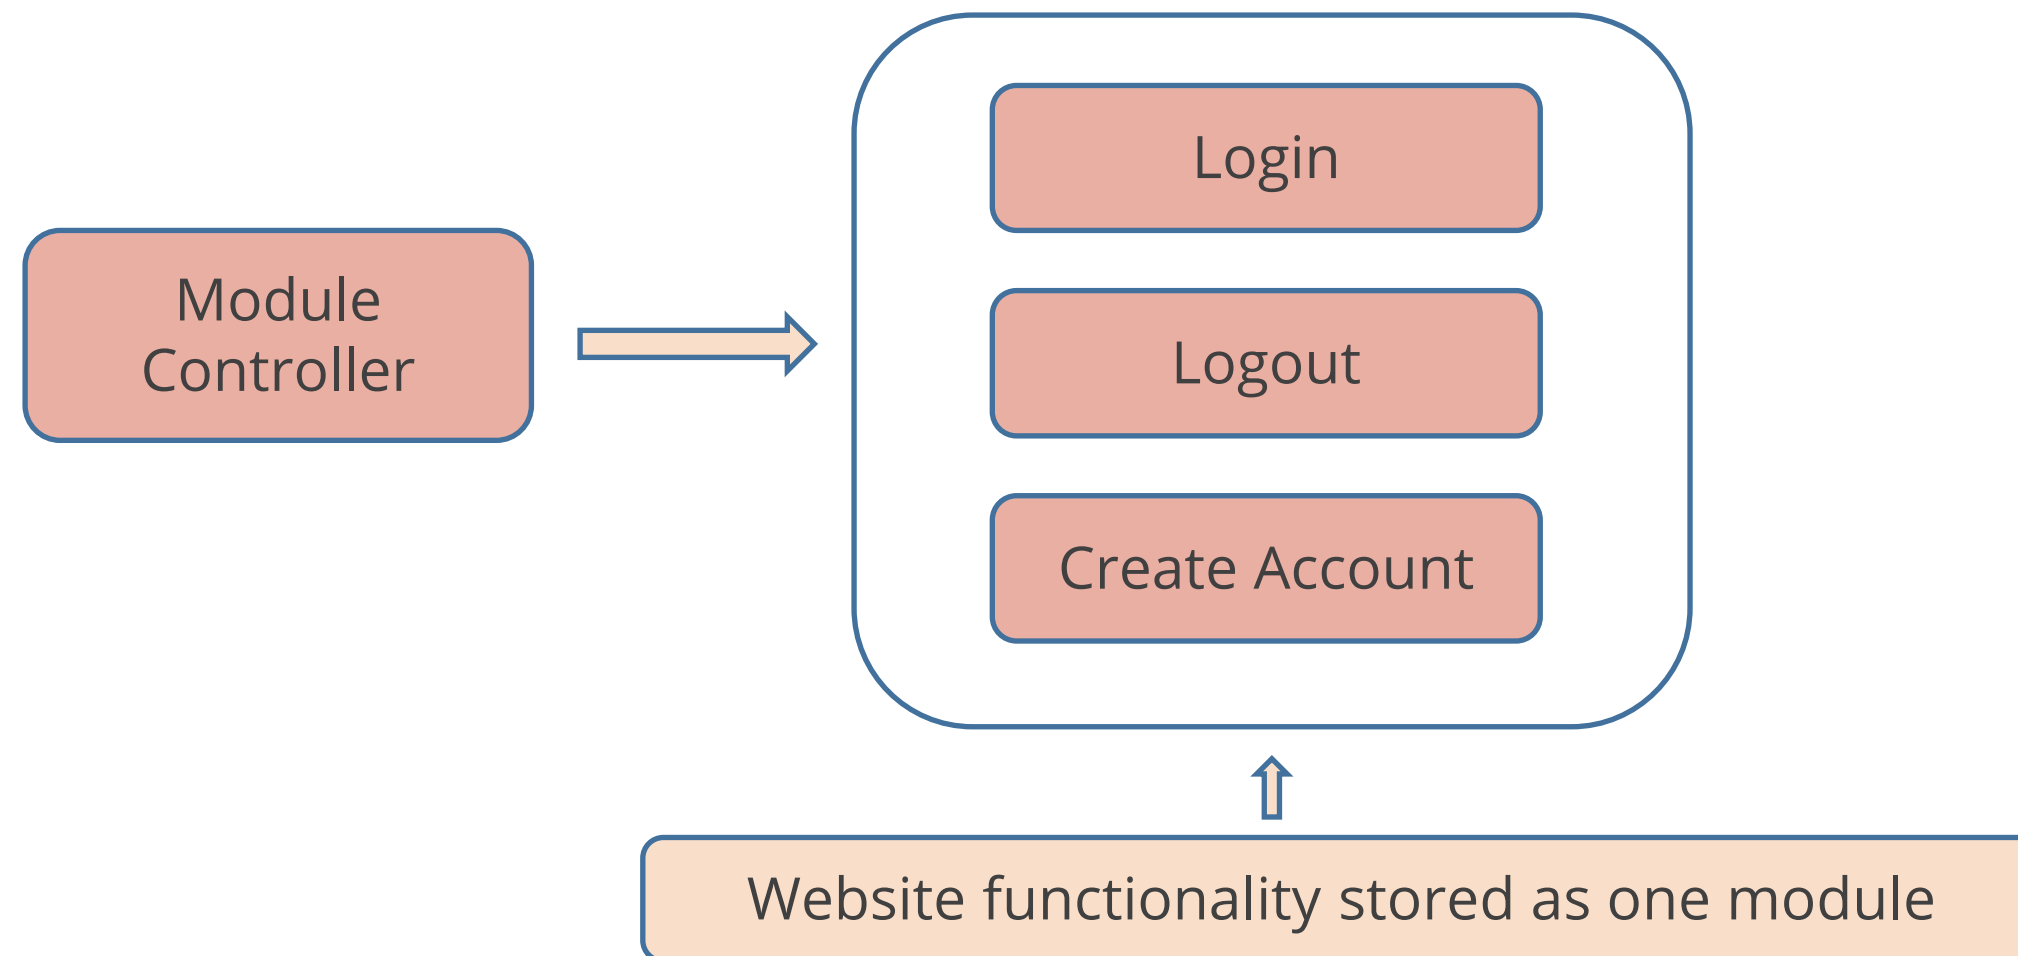 Module
Controller
Login
Logout
Create Account
Website functionality stored as one module